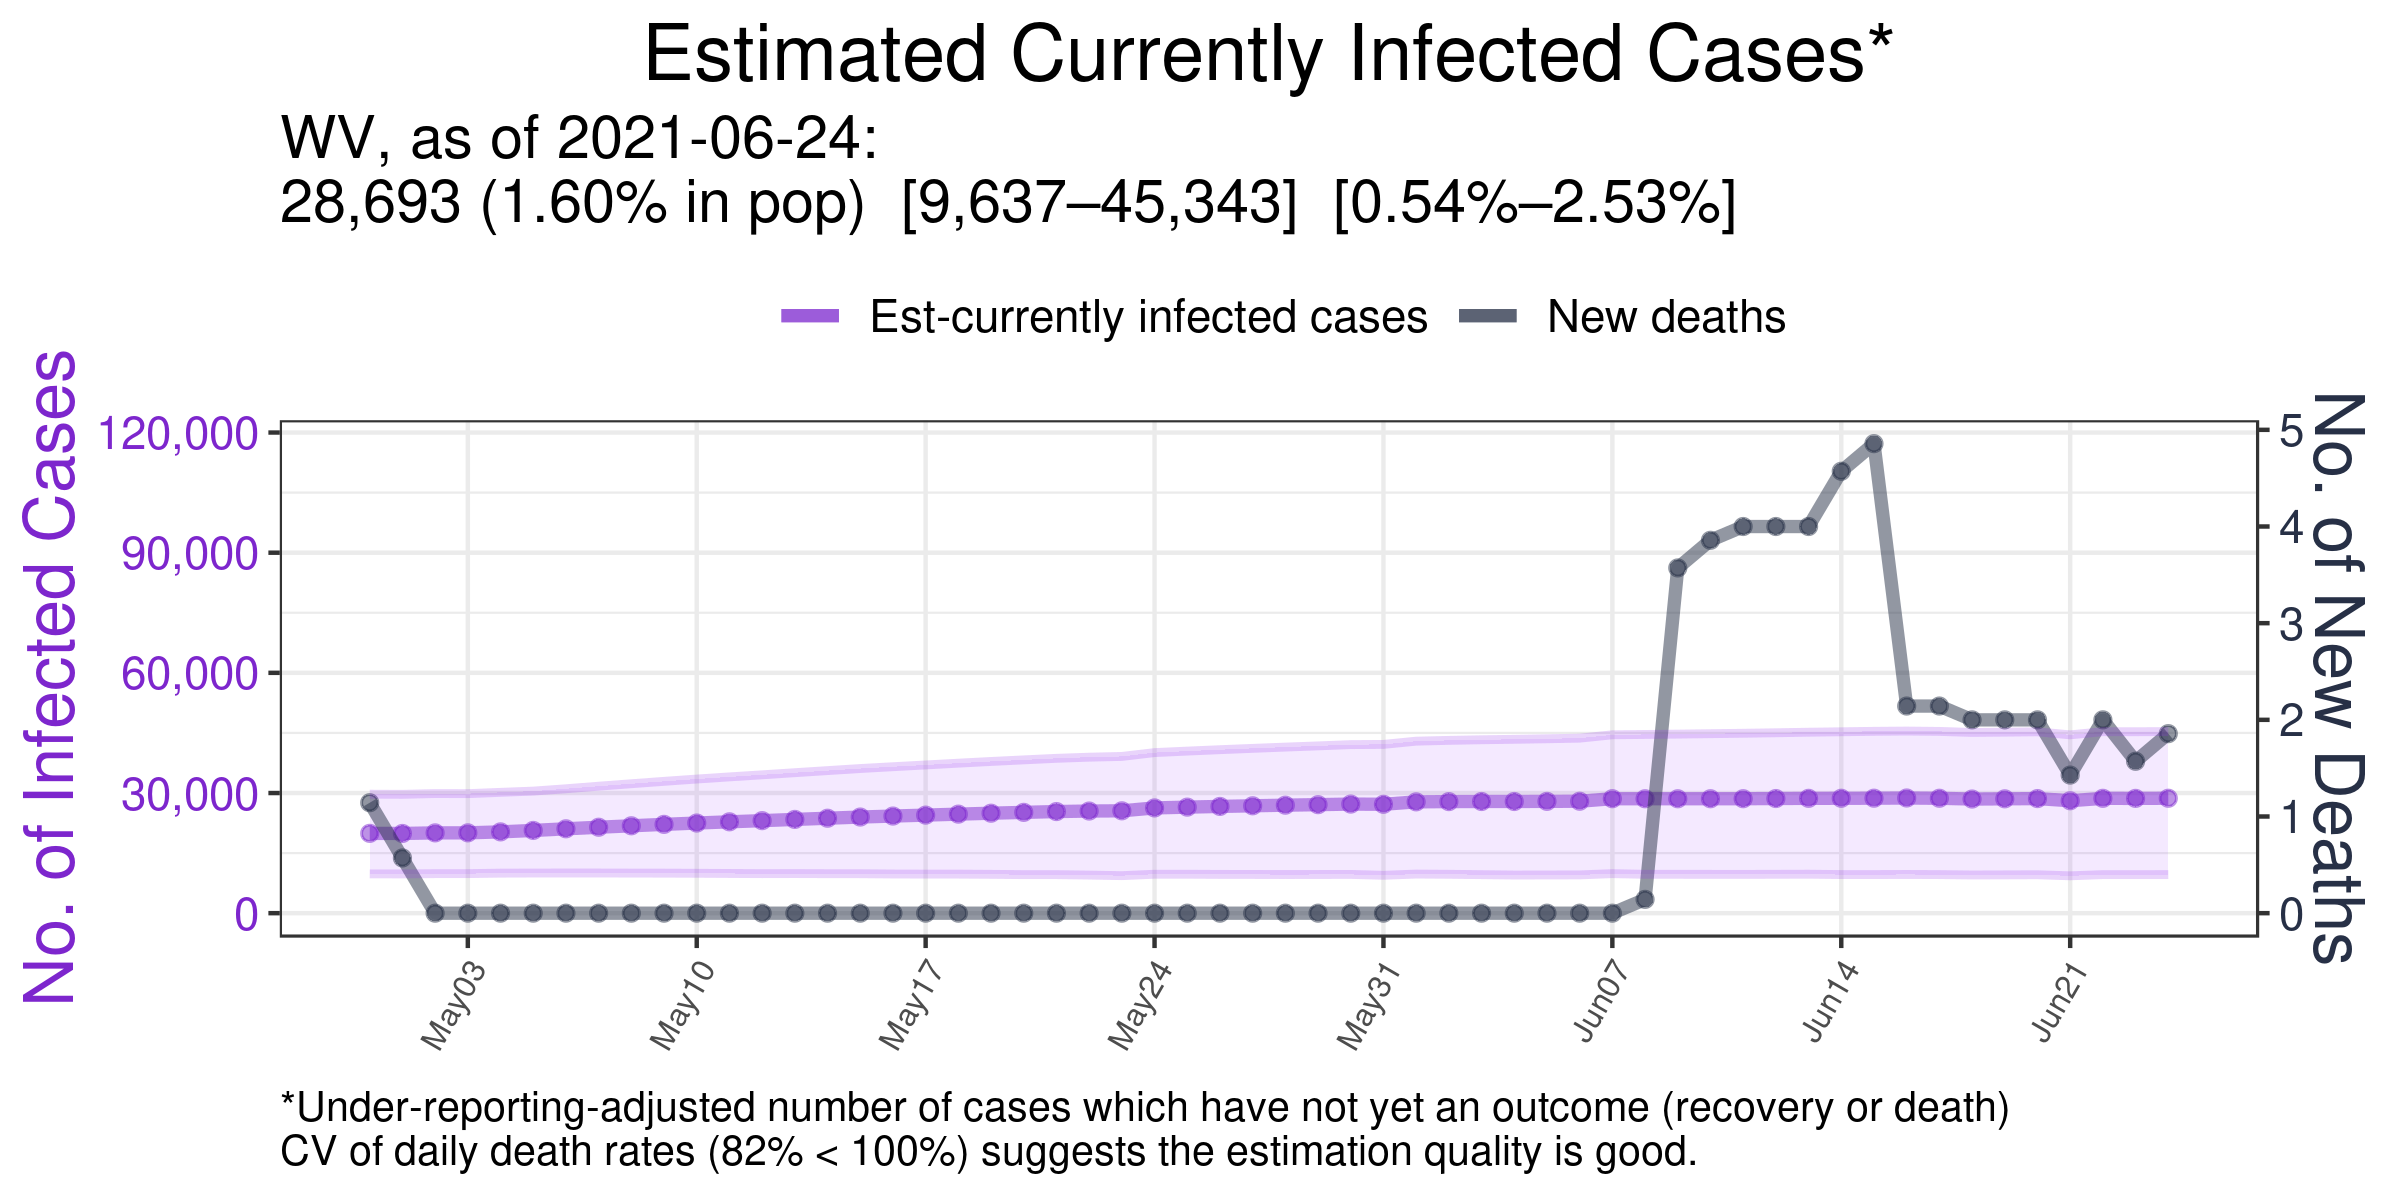 Estimated Currently Infected Cases*
WV, as of 2021-06-24:
28,693 (1.60% in pop)  [9,637–45,343]  [0.54%–2.53%]
Est-currently infected cases
New deaths
No. of Infected Cases
120,000
90,000
60,000
30,000
0
5
4
3
2
1
0
No. of New Deaths
May03
May10
May17
May24
May31
Jun07
Jun14
Jun21
*Under-reporting-adjusted number of cases which have not yet an outcome (recovery or death)
CV of daily death rates (82% < 100%) suggests the estimation quality is good.